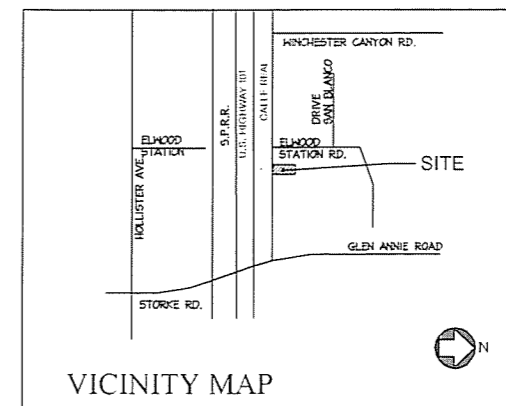 WINCHESTER CANYON RD.
DRIVE
SAN BLANCO
S.P.R.R.
U.S. HIGHWAY 101
CALLE REAL
ELWOOD
STATION
ELWOOD
STATION RD.
SITE
HOLLISTER AVE.
GLEN ANNIE ROAD
STORKE RD.
N
VICINITY MAP